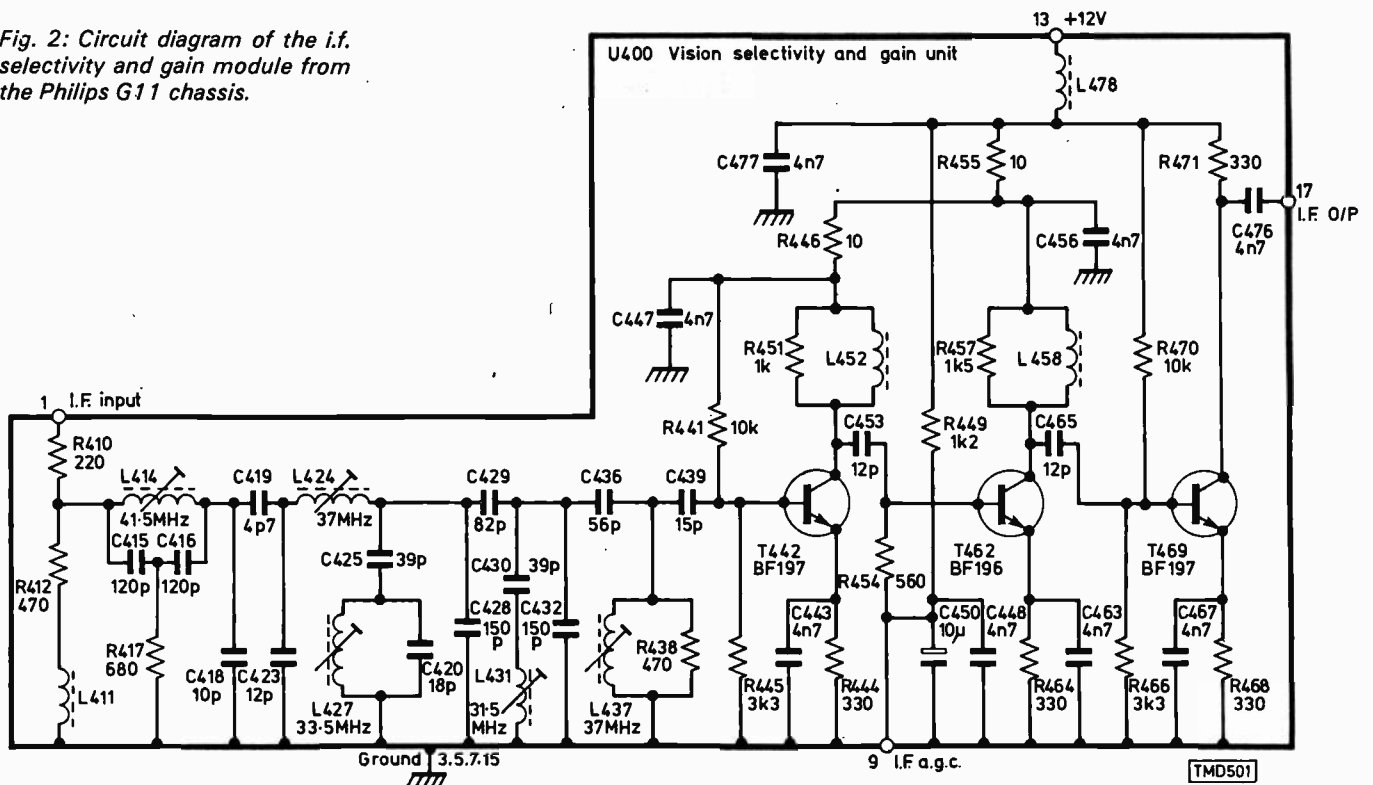 Fig. 2: Circuit diagram of the i.f.
selectivity and gain module from
the Philips G11 chassis.
13 +12V
U400 Vision selectivity and gain unit
L478
C477 4n7
R455 10
R471 330
17
I.F. O/P
C476
4n7
R446 10
C456 4n7
C447 4n7
R451
1k
L452
R457
1k5
L458
R470
10k
1 I.F. input
R410
220
R441 10k
C453
12p
R449
1k2
C465
12p
L414
41·5MHz
C419
4p7
L424
37MHz
C429
82p
C436
56p
C439
15p
C415
120p
C416
120p
C425 39p
C430 39p
T442
BF197
T462
BF196
T469
BF197
R412
470
R454 560
R417
680
C428
150
p
C432
150
p
C443
4n7
C450
10µ
C448
4n7
C463
4n7
C467
4n7
L411
C418
10p
C423
12p
C420
18p
L431
31·5
MHz
R438
470
L427
33·5MHz
L437
37MHz
R445
3k3
R444
330
R464
330
R466
3k3
R468
330
Ground 3.5.7.15
9 I.F. a.g.c.
TMD501